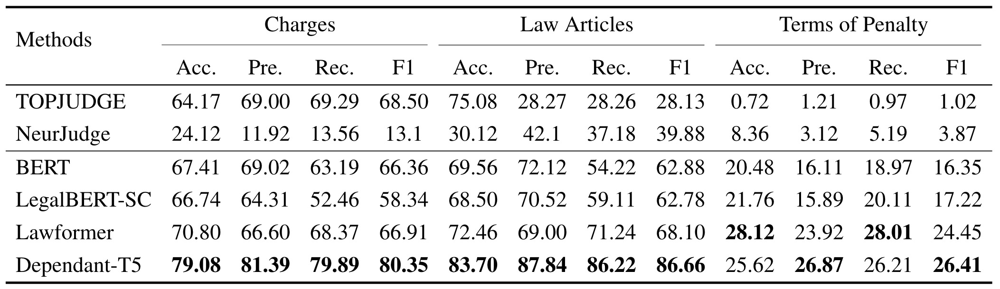 Methods Charges Law Articles Terms of Penalty
Acc. Pre. Rec. F1 Acc. Pre. Rec. F1 Acc. Pre. Rec. F1
TOPJUDGE 64.17 69.00 69.29 68.50 75.08 28.27 28.26 28.13 0.72 1.21 0.97 1.02
NeurJudge 24.12 11.92 13.56 13.1 30.12 42.1 37.18 39.88 8.36 3.12 5.19 3.87
BERT 67.41 69.02 63.19 66.36 69.56 72.12 54.22 62.88 20.48 16.11 18.97 16.35
LegalBERT-SC 66.74 64.31 52.46 58.34 68.50 70.52 59.11 62.78 21.76 15.89 20.11 17.22
Lawformer 70.80 66.60 68.37 66.91 72.46 69.00 71.24 68.10 28.12 23.92 28.01 24.45
Dependant-T5 79.08 81.39 79.89 80.35 83.70 87.84 86.22 86.66 25.62 26.87 26.21 26.41